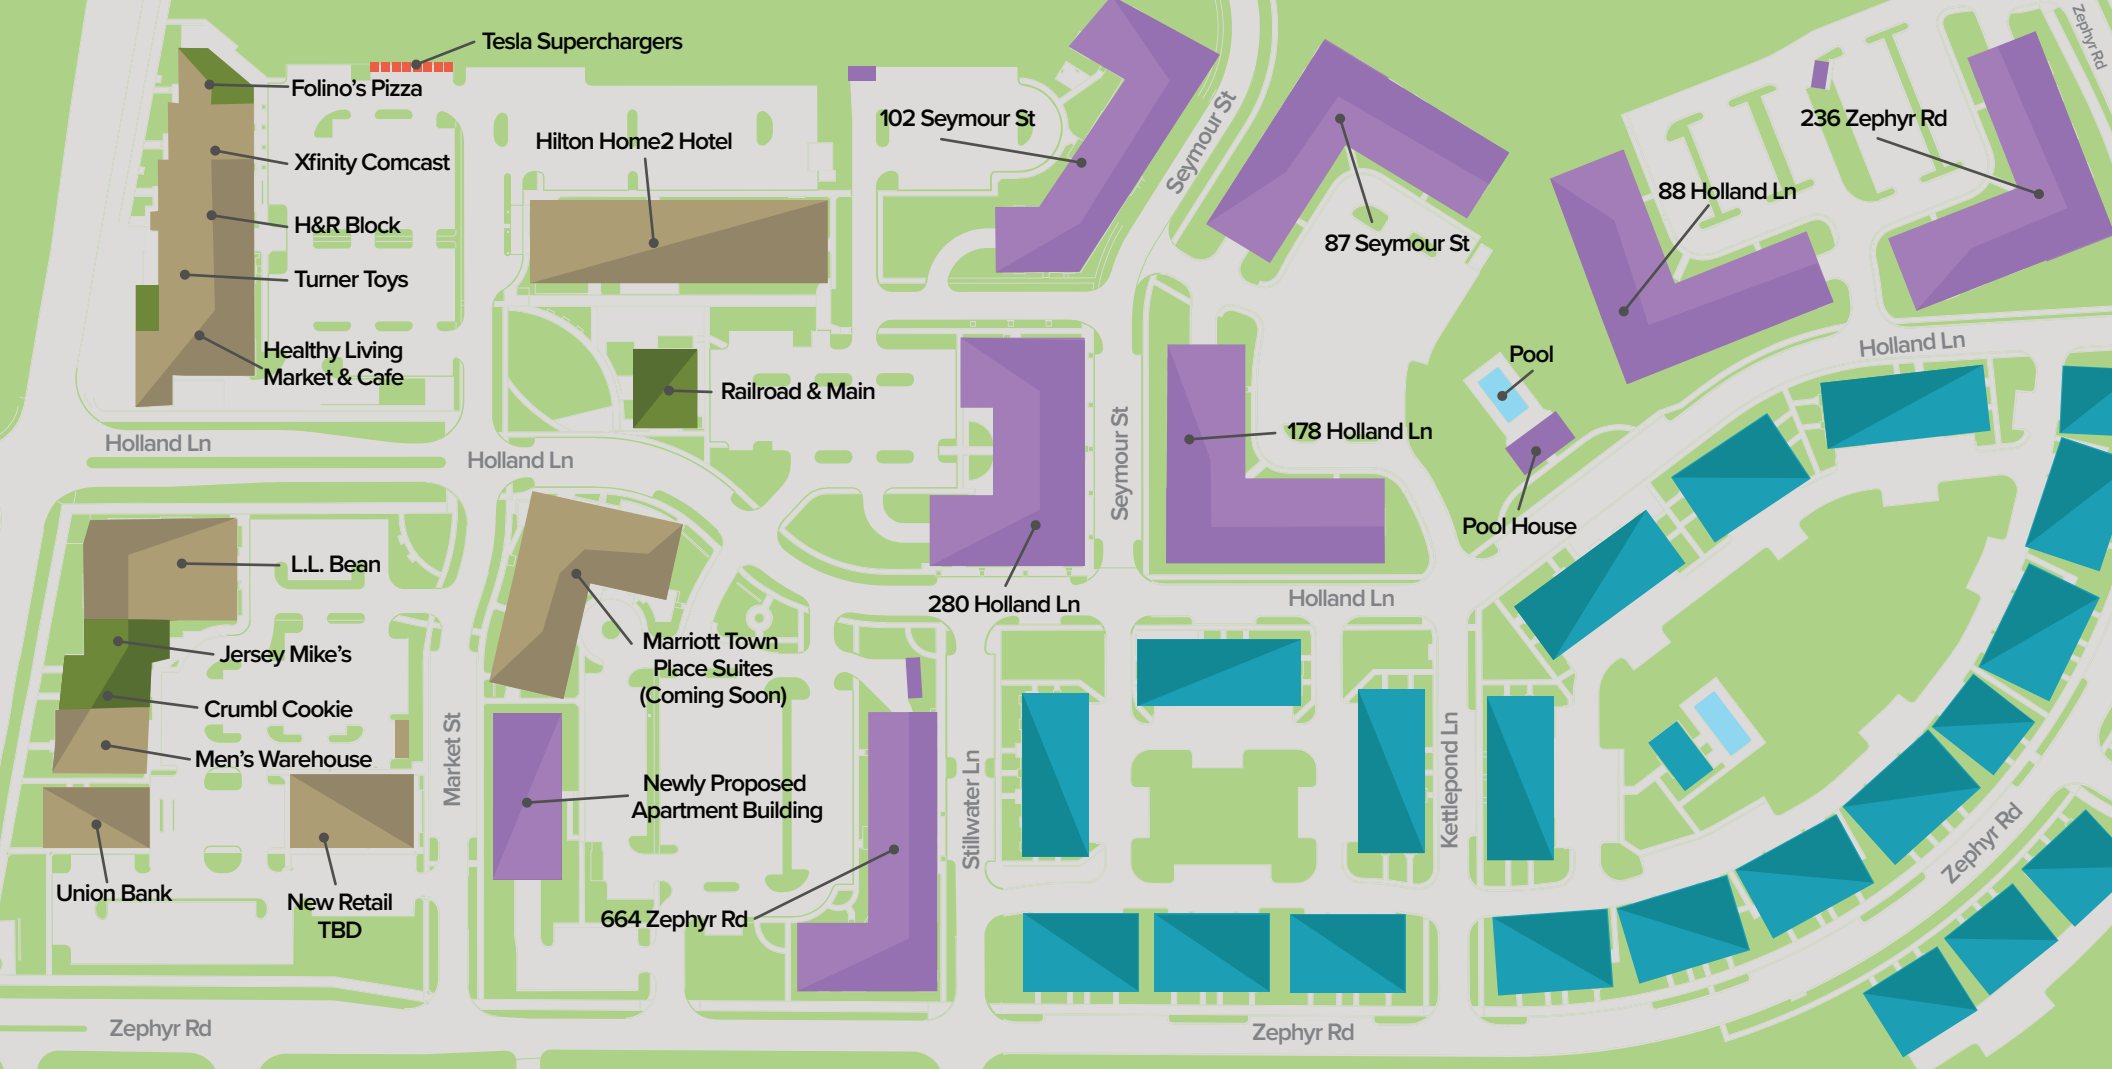 Zephyr Rd
Tesla Superchargers
Folino's Pizza
102 Seymour St
Seymour St
236 Zephyr Rd
Hilton Home2 Hotel
Xfinity Comcast
88 Holland Ln
H&R Block
87 Seymour St
Turner Toys
Healthy Living
Market & Cafe
Holland Ln
Pool
Railroad & Main
Seymour St
178 Holland Ln
Holland Ln
Holland Ln
Pool House
L.L. Bean
280 Holland Ln
Holland Ln
Jersey Mike's
Marriott Town
Place Suites
(Coming Soon)
Crumbl Cookie
Men's Warehouse
Market St
Newly Proposed
Apartment Building
Stillwater Ln
Kettlepond Ln
Zephyr Rd
Union Bank
New Retail
TBD
664 Zephyr Rd
Zephyr Rd
Zephyr Rd